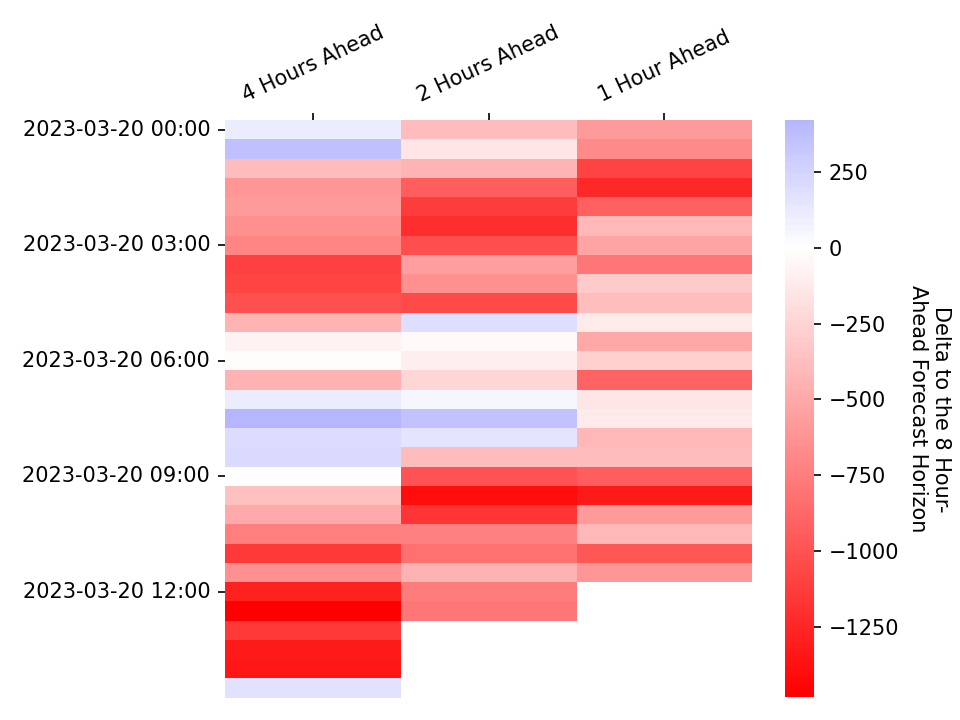 4 Hours Ahead
2 Hours Ahead
1 Hour Ahead
2023-03-20 00:00
2023-03-20 03:00
2023-03-20 06:00
2023-03-20 09:00
2023-03-20 12:00
250
0
−250
−500
−750
−1000
−1250
Delta to the 8 Hour-
Ahead Forecast Horizon